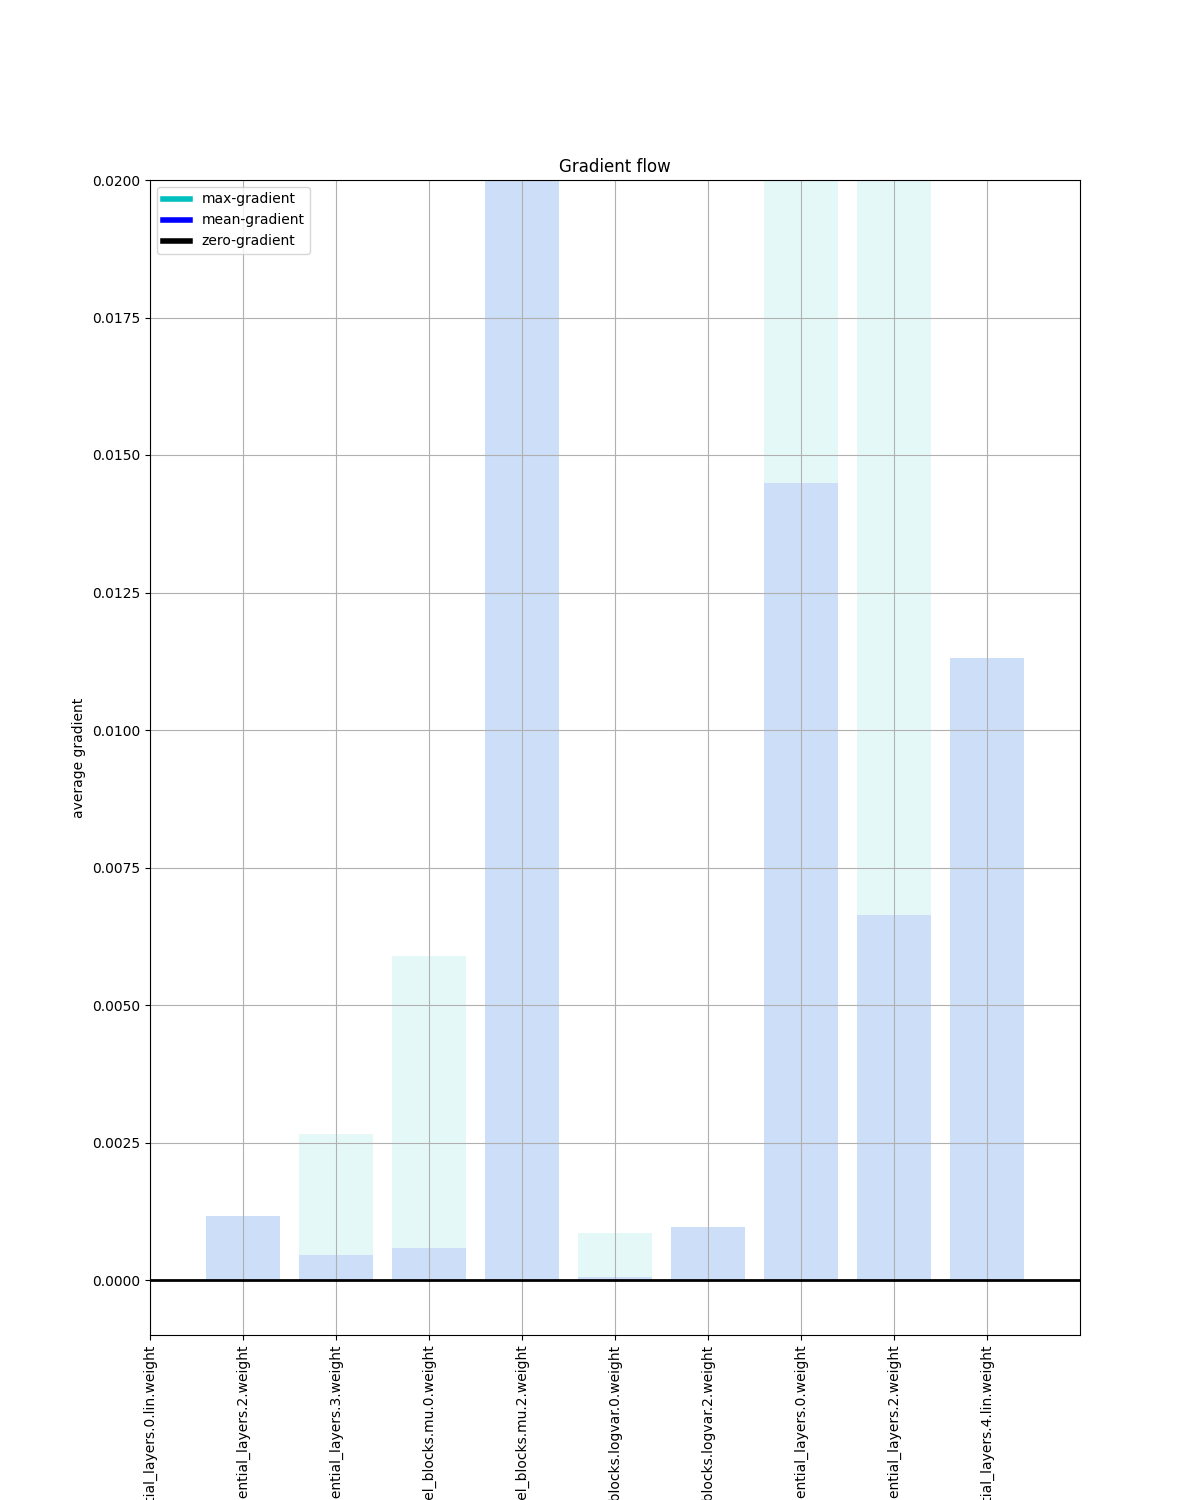 Gradient flow
max-gradient
mean-gradient
zero-gradient
average gradient
0.0200
0.0175
0.0150
0.0125
0.0100
0.0075
0.0050
0.0025
0.0000
tial_layers.0.lin.weight
ential_layers.2.weight
ential_layers.3.weight
el_blocks.mu.0.weight
el_blocks.mu.2.weight
blocks.logvar.0.weight
blocks.logvar.2.weight
ential_layers.0.weight
ential_layers.2.weight
tial_layers.4.lin.weight